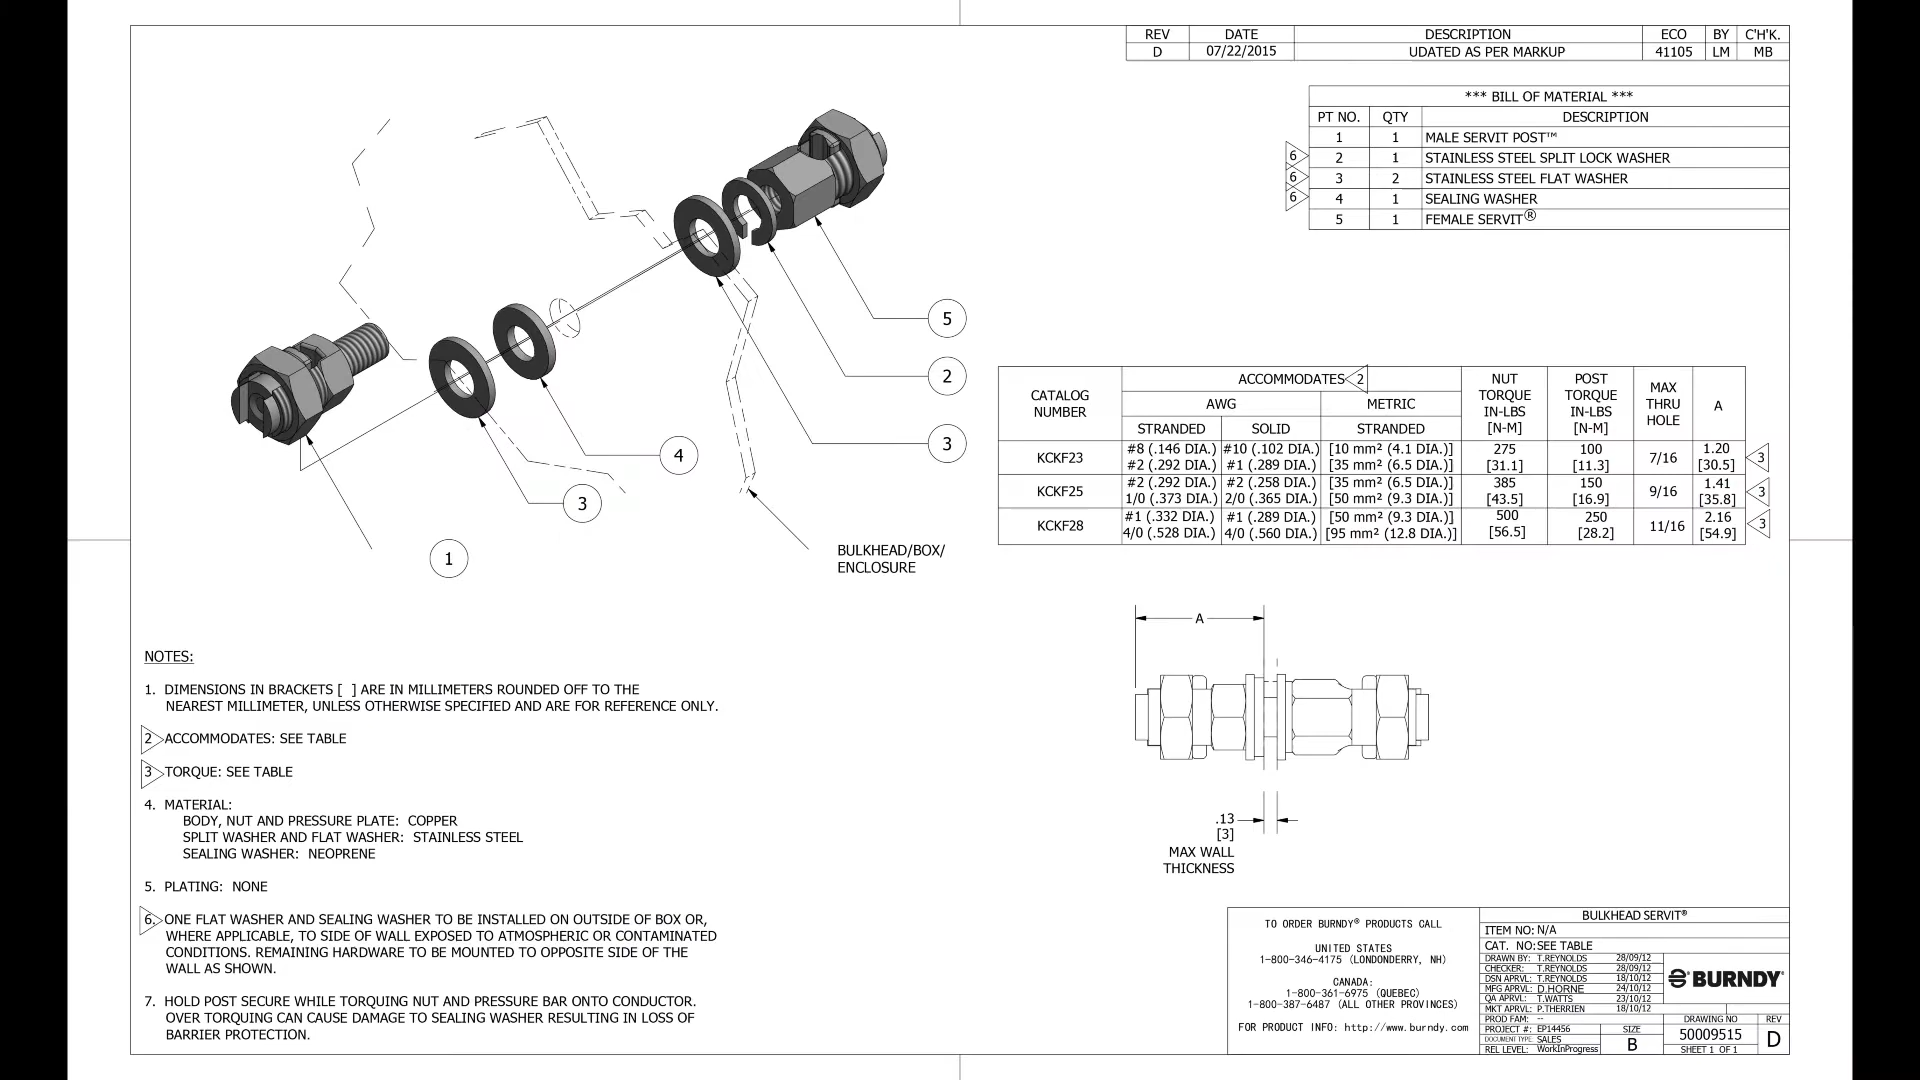 REV DATE DESCRIPTION ECO BY C'H'K.
D 07/22/2015 UDATED AS PER MARKUP 41105 LM MB
*** BILL OF MATERIAL ***
PT NO. QTY DESCRIPTION
1 1 MALE SERVIT POST™
6 2 1 STAINLESS STEEL SPLIT LOCK WASHER
6 3 2 STAINLESS STEEL FLAT WASHER
6 4 1 SEALING WASHER
5 1 FEMALE SERVIT®
5
2
3
4
3
1
BULKHEAD/BOX/
ENCLOSURE
CATALOG NUMBER
ACCOMMODATES 2
AWG METRIC
STRANDED SOLID STRANDED
NUT TORQUE IN-LBS [N-M]
POST TORQUE IN-LBS [N-M]
MAX THRU HOLE
A
KCKF23
#8 (.146 DIA.) #10 (.102 DIA.) [10 mm² (4.1 DIA.)] 275 100 7/16 1.20 3
#2 (.292 DIA.) #1 (.289 DIA.) [35 mm² (6.5 DIA.)] [31.1] [11.3] [30.5]
KCKF25
#2 (.292 DIA.) #2 (.258 DIA.) [35 mm² (6.5 DIA.)] 385 150 9/16 1.41 3
1/0 (.373 DIA.) 2/0 (.365 DIA.) [50 mm² (9.3 DIA.)] [43.5] [16.9] [35.8]
KCKF28
#1 (.332 DIA.) #1 (.289 DIA.) [50 mm² (9.3 DIA.)] 500 250 11/16 2.16 3
4/0 (.528 DIA.) 4/0 (.560 DIA.) [95 mm² (12.8 DIA.)] [56.5] [28.2] [54.9]
A
.13
[3]
MAX WALL
THICKNESS
NOTES:
1. DIMENSIONS IN BRACKETS [ ] ARE IN MILLIMETERS ROUNDED OFF TO THE
NEAREST MILLIMETER, UNLESS OTHERWISE SPECIFIED AND ARE FOR REFERENCE ONLY.
2 ACCOMMODATES: SEE TABLE
3 TORQUE: SEE TABLE
4. MATERIAL:
BODY, NUT AND PRESSURE PLATE: COPPER
SPLIT WASHER AND FLAT WASHER: STAINLESS STEEL
SEALING WASHER: NEOPRENE
5. PLATING: NONE
6. ONE FLAT WASHER AND SEALING WASHER TO BE INSTALLED ON OUTSIDE OF BOX OR,
WHERE APPLICABLE, TO SIDE OF WALL EXPOSED TO ATMOSPHERIC OR CONTAMINATED
CONDITIONS. REMAINING HARDWARE TO BE MOUNTED TO OPPOSITE SIDE OF THE
WALL AS SHOWN.
7. HOLD POST SECURE WHILE TORQUING NUT AND PRESSURE BAR ONTO CONDUCTOR.
OVER TORQUING CAN CAUSE DAMAGE TO SEALING WASHER RESULTING IN LOSS OF
BARRIER PROTECTION.
TO ORDER BURNDY® PRODUCTS CALL
UNITED STATES
1-800-346-4175 (LONDONDERRY, NH)
CANADA:
1-800-361-6975 (QUEBEC)
1-800-387-6487 (ALL OTHER PROVINCES)
FOR PRODUCT INFO: http://www.burndy.com
BULKHEAD SERVIT®
ITEM NO: N/A
CAT. NO: SEE TABLE
DRAWN BY: T.REYNOLDS 28/09/12
CHECKER: T.REYNOLDS 28/09/12
DSN APRVL: T.REYNOLDS 18/10/12
MFG APRVL: D.HORNE 24/10/12
QA APRVL: T.WATTS 23/10/12
MKT APRVL: P.THERRIEN 18/10/12
PROD FAM: --
PROJECT #: EP14456
DOCUMENT TYPE: SALES
REL LEVEL: WorkInProgress
SIZE
B
BURNDY®
DRAWING NO
50009515
SHEET 1 OF 1
REV
D